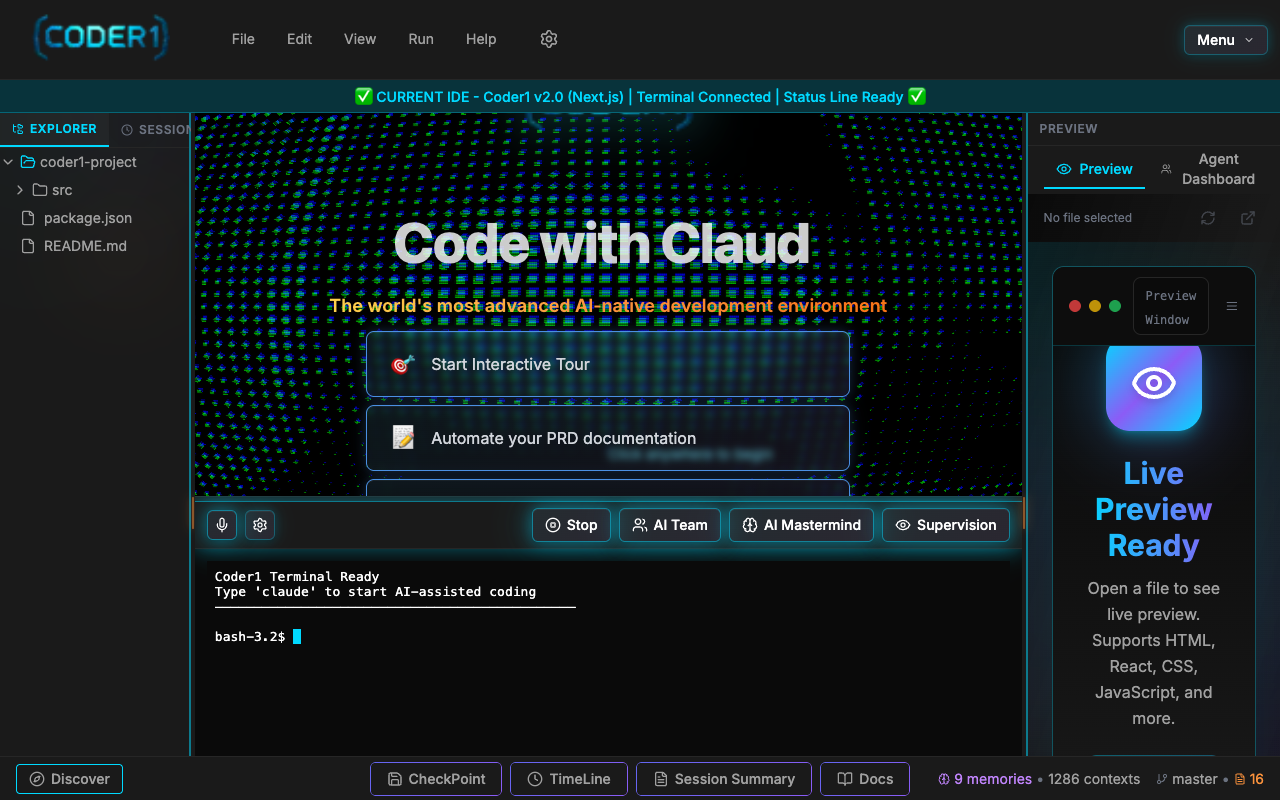 CODER1
File Edit View Run Help
Menu
✅ CURRENT IDE - Coder1 v2.0 (Next.js) | Terminal Connected | Status Line Ready ✅
EXPLORER
SESSION
coder1-project
src
package.json
README.md
Code with Claud
The world's most advanced AI-native development environment
Start Interactive Tour
Automate your PRD documentation
Click anywhere to begin
Stop
AI Team
AI Mastermind
Supervision
Coder1 Terminal Ready
Type 'claude' to start AI-assisted coding
bash-3.2$
PREVIEW
Preview
Agent
Dashboard
No file selected
Preview
Window
Live
Preview
Ready
Open a file to see
live preview.
Supports HTML,
React, CSS,
JavaScript, and
more.
Discover
CheckPoint
TimeLine
Session Summary
Docs
9 memories • 1286 contexts
master • 16